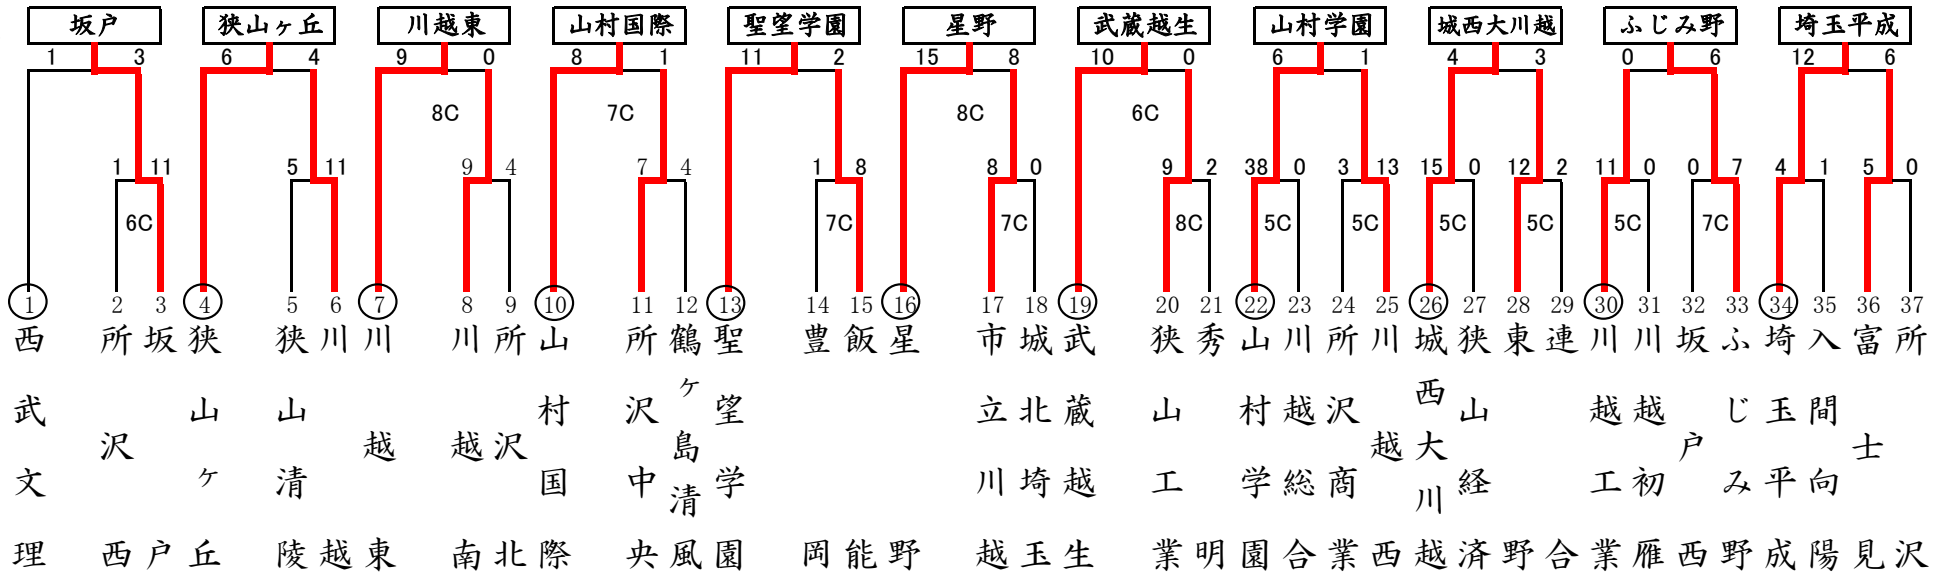 坂戸 狭山ヶ丘 川越東 山村国際 聖望学園 星野 武蔵越生 山村学園 城西大川越 ふじみ野 埼玉平成
1 3 6 4 9 0 8 1 11 2 15 8 10 0 6 1 4 3 0 6 12 6
8C 7C 8C 6C
1 11 5 11 9 4 7 4 1 8 8 0 9 2 38 0 3 13 15 0 12 2 11 0 0 7 4 1 5 0
6C 7C 7C 8C 5C 5C 5C 5C 5C 7C
1 2 3 4 5 6 7 8 9 10 11 12 13 14 15 16 17 18 19 20 21 22 23 24 25 26 27 28 29 30 31 32 33 34 35 36 37
西武文理
所沢西
坂戸
狭山ヶ丘
狭山清陵
川越
川越東
川越南
所沢北
山村国際
所沢中央
鶴ヶ島清風
聖望学園
豊岡
飯能
星野
市立川越
城北埼玉
武蔵越生
狭山工業
秀明
山村学園
川越総合
所沢商業
川越西
城西大川越
狭山経済
東野
連合
川越工業
川越初雁
坂戸西
ふじみ野
埼玉平成
入間向陽
富士見
所沢